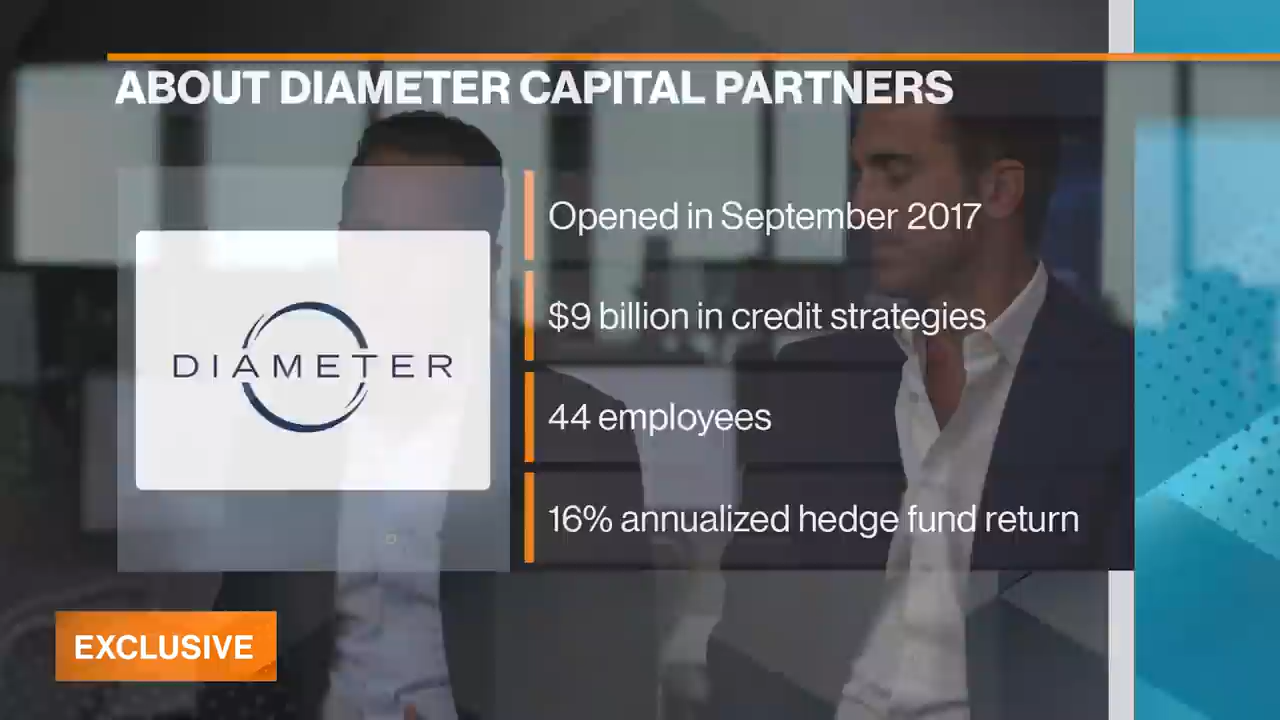 ABOUT DIAMETER CAPITAL PARTNERS
DIAMETER
Opened in September 2017
$9 billion in credit strategies
44 employees
16% annualized hedge fund return
EXCLUSIVE